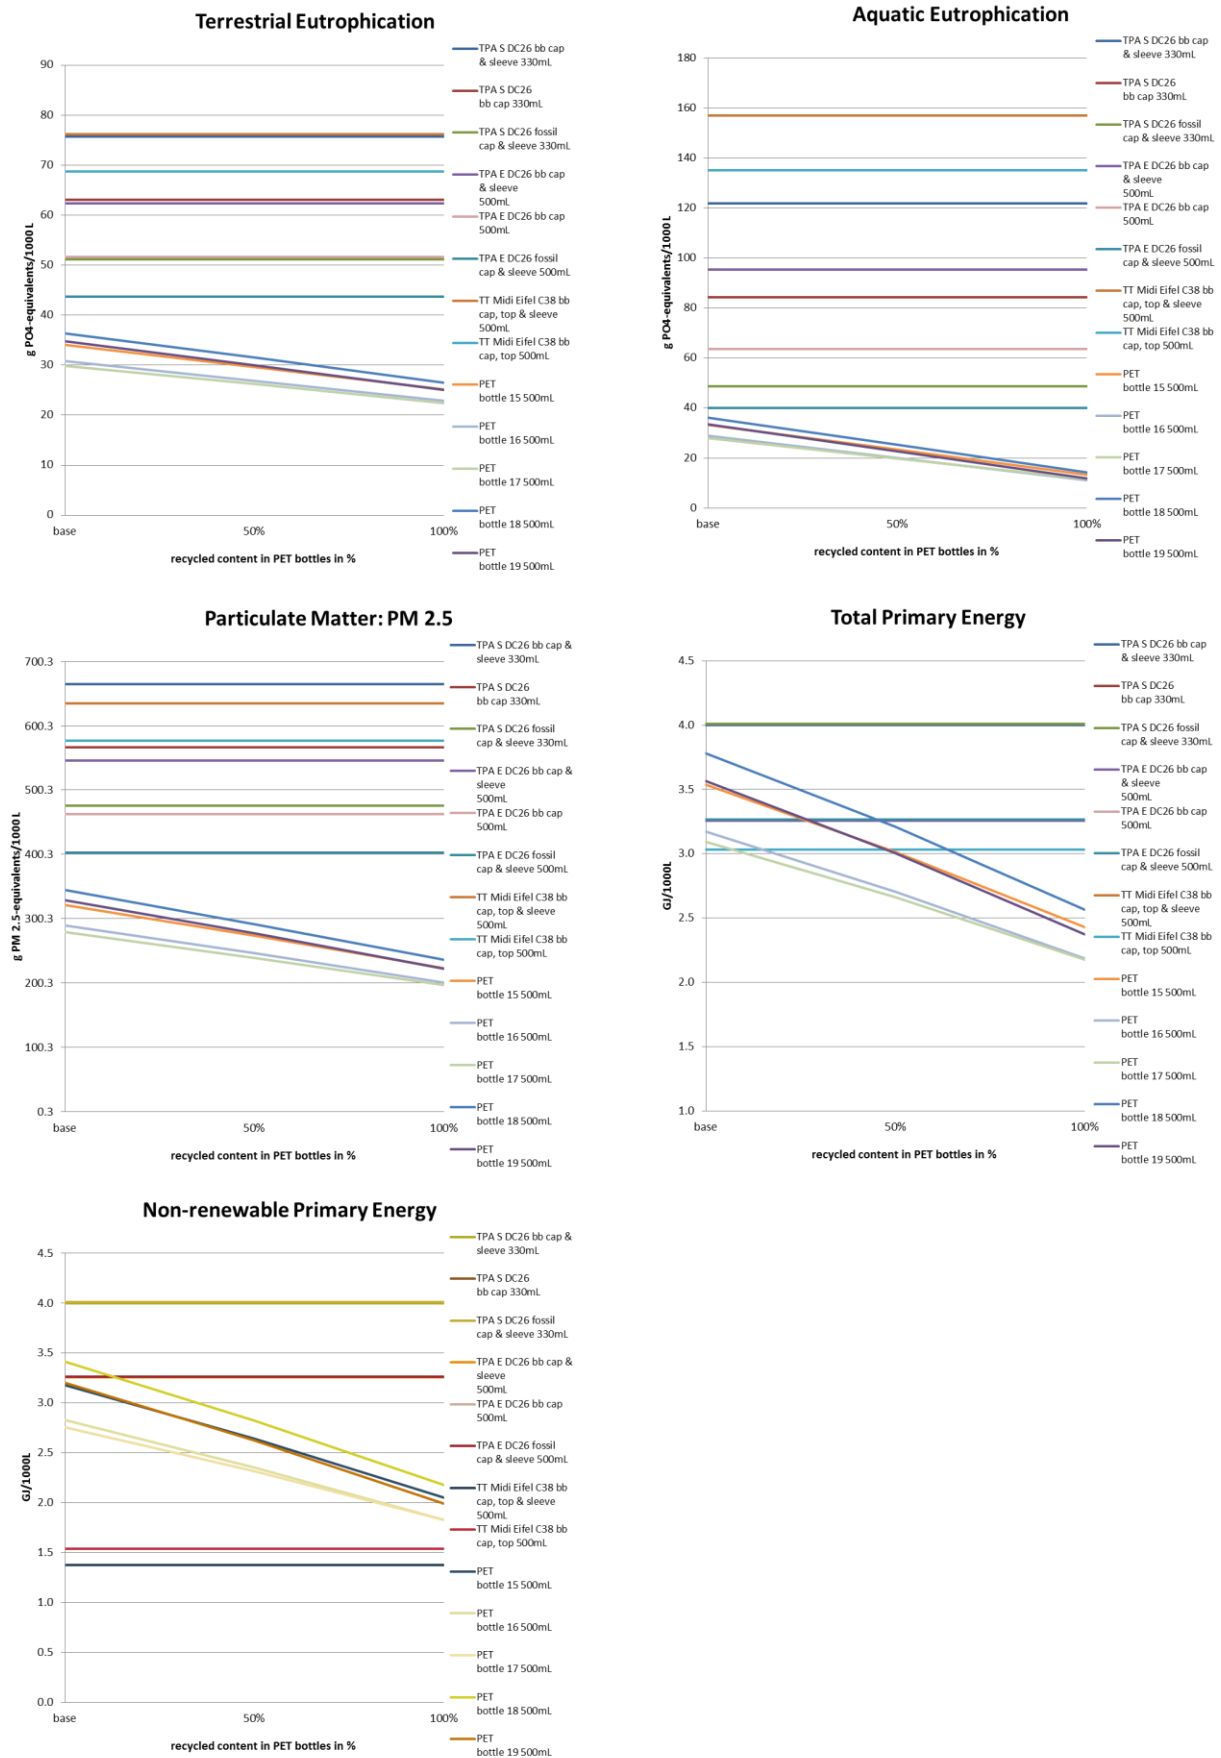 Terrestrial Eutrophication
90
80
70
60
50
40
30
20
10
0
g PO4-equivalents/1000 L
base
50%
100%
recycled content in PET bottles in %
TPA S DC26 bb cap
& sleeve 330mL
TPA S DC26
bb cap 330mL
TPA S DC26 fossil
cap & sleeve 330mL
TPA E DC26 bb cap
& sleeve
500mL
TPA E DC26 bb cap
500mL
TPA E DC26 fossil
cap & sleeve 500mL
TT Midi Eifel C38 bb
cap, top & sleeve
500mL
TT Midi Eifel C38 bb
cap, top 500mL
PET
bottle 15 500mL
PET
bottle 16 500mL
PET
bottle 17 500mL
PET
bottle 18 500mL
PET
bottle 19 500mL
Aquatic Eutrophication
180
160
140
120
100
80
60
40
20
0
g PO4-equivalents/1000 L
base
50%
100%
recycled content in PET bottles in %
TPA S DC26 bb cap
& sleeve 330mL
TPA S DC26
bb cap 330mL
TPA S DC26 fossil
cap & sleeve 330mL
TPA E DC26 bb cap
& sleeve
500mL
TPA E DC26 bb cap
500mL
TPA E DC26 fossil
cap & sleeve 500mL
TT Midi Eifel C38 bb
cap, top & sleeve
500mL
TT Midi Eifel C38 bb
cap, top 500mL
PET
bottle 15 500mL
PET
bottle 16 500mL
PET
bottle 17 500mL
PET
bottle 18 500mL
PET
bottle 19 500mL
Particulate Matter: PM 2.5
700.3
600.3
500.3
400.3
300.3
200.3
100.3
0.3
g PM 2.5-equivalents/1000L
base
50%
100%
recycled content in PET bottles in %
TPA S DC26 bb cap &
sleeve 330mL
TPA S DC26
bb cap 330mL
TPA S DC26 fossil
cap & sleeve 330mL
TPA E DC26 bb cap &
sleeve
500mL
TPA E DC26 bb cap
500mL
TPA E DC26 fossil
cap & sleeve 500mL
TT Midi Eifel C38 bb
cap, top & sleeve
500mL
TT Midi Eifel C38 bb
cap, top 500mL
PET
bottle 15 500mL
PET
bottle 16 500mL
PET
bottle 17 500mL
PET
bottle 18 500mL
PET
bottle 19 500mL
Total Primary Energy
4.5
4.0
3.5
3.0
2.5
2.0
1.5
1.0
GJ/1000L
base
50%
100%
recycled content in PET bottles in %
TPA S DC26 bb cap
& sleeve 330mL
TPA S DC26
bb cap 330mL
TPA S DC26 fossil
cap & sleeve 330mL
TPA E DC26 bb cap
& sleeve
500mL
TPA E DC26 bb cap
500mL
TPA E DC26 fossil
cap & sleeve 500mL
TT Midi Eifel C38 bb
cap, top & sleeve
500mL
TT Midi Eifel C38 bb
cap, top 500mL
PET
bottle 15 500mL
PET
bottle 16 500mL
PET
bottle 17 500mL
PET
bottle 18 500mL
PET
bottle 19 500mL
Non-renewable Primary Energy
4.5
4.0
3.5
3.0
2.5
2.0
1.5
1.0
0.5
0.0
GJ/1000L
base
50%
100%
recycled content in PET bottles in %
TPA S DC26 bb cap &
sleeve 330mL
TPA S DC26
bb cap 330mL
TPA S DC26 fossil
cap & sleeve 330mL
TPA E DC26 bb cap &
sleeve
500mL
TPA E DC26 bb cap
500mL
TPA E DC26 fossil
cap & sleeve 500mL
TT Midi Eifel C38 bb
cap, top & sleeve
500mL
TT Midi Eifel C38 bb
cap, top 500mL
PET
bottle 15 500mL
PET
bottle 16 500mL
PET
bottle 17 500mL
PET
bottle 18 500mL
PET
bottle 19 500mL